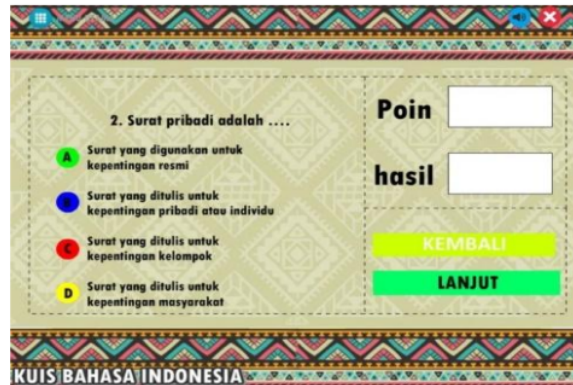 2. Surat pribadi adalah ....
A
Surat yang digunakan untuk
kepentingan resmi
B
Surat yang ditulis untuk
kepentingan pribadi atau individu
C
Surat yang ditulis untuk
kepentingan kelompok
D
Surat yang ditulis untuk
kepentingan masyarakat
Poin
hasil
KEMBALI
LANJUT
KUIS BAHASA INDONESIA